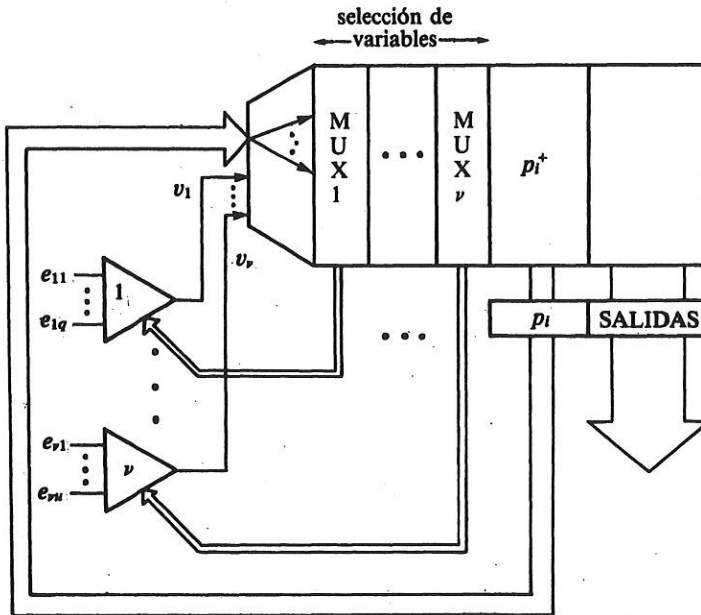 selección de
variables
M
U
X
1
M
U
X
ν
p_i^+
v_1
v_ν
e_11
e_1q
1
p_i
SALIDAS
e_ν1
e_νu
ν